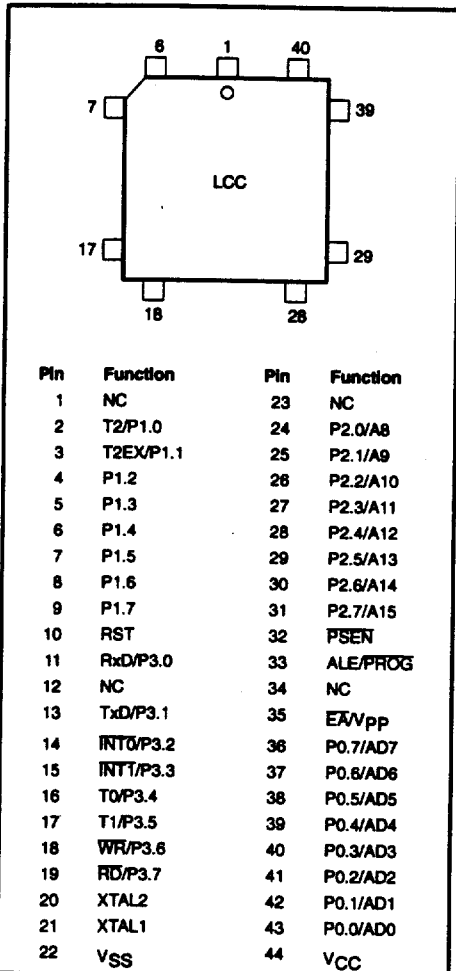 6 1 40
7 39
LCC
17 29
18 28
Pin Function Pin Function
1 NC 23 NC
2 T2/P1.0 24 P2.0/A8
3 T2EX/P1.1 25 P2.1/A9
4 P1.2 26 P2.2/A10
5 P1.3 27 P2.3/A11
6 P1.4 28 P2.4/A12
7 P1.5 29 P2.5/A13
8 P1.6 30 P2.6/A14
9 P1.7 31 P2.7/A15
10 RST 32 P̅S̅E̅N̅
11 RxD/P3.0 33 ALE/P̅R̅O̅G̅
12 NC 34 NC
13 TxD/P3.1 35 E̅A̅/VPP
14 I̅N̅T̅0̅/P3.2 36 P0.7/AD7
15 I̅N̅T̅1̅/P3.3 37 P0.6/AD6
16 T0/P3.4 38 P0.5/AD5
17 T1/P3.5 39 P0.4/AD4
18 W̅R̅/P3.6 40 P0.3/AD3
19 R̅D̅/P3.7 41 P0.2/AD2
20 XTAL2 42 P0.1/AD1
21 XTAL1 43 P0.0/AD0
22 VSS 44 VCC